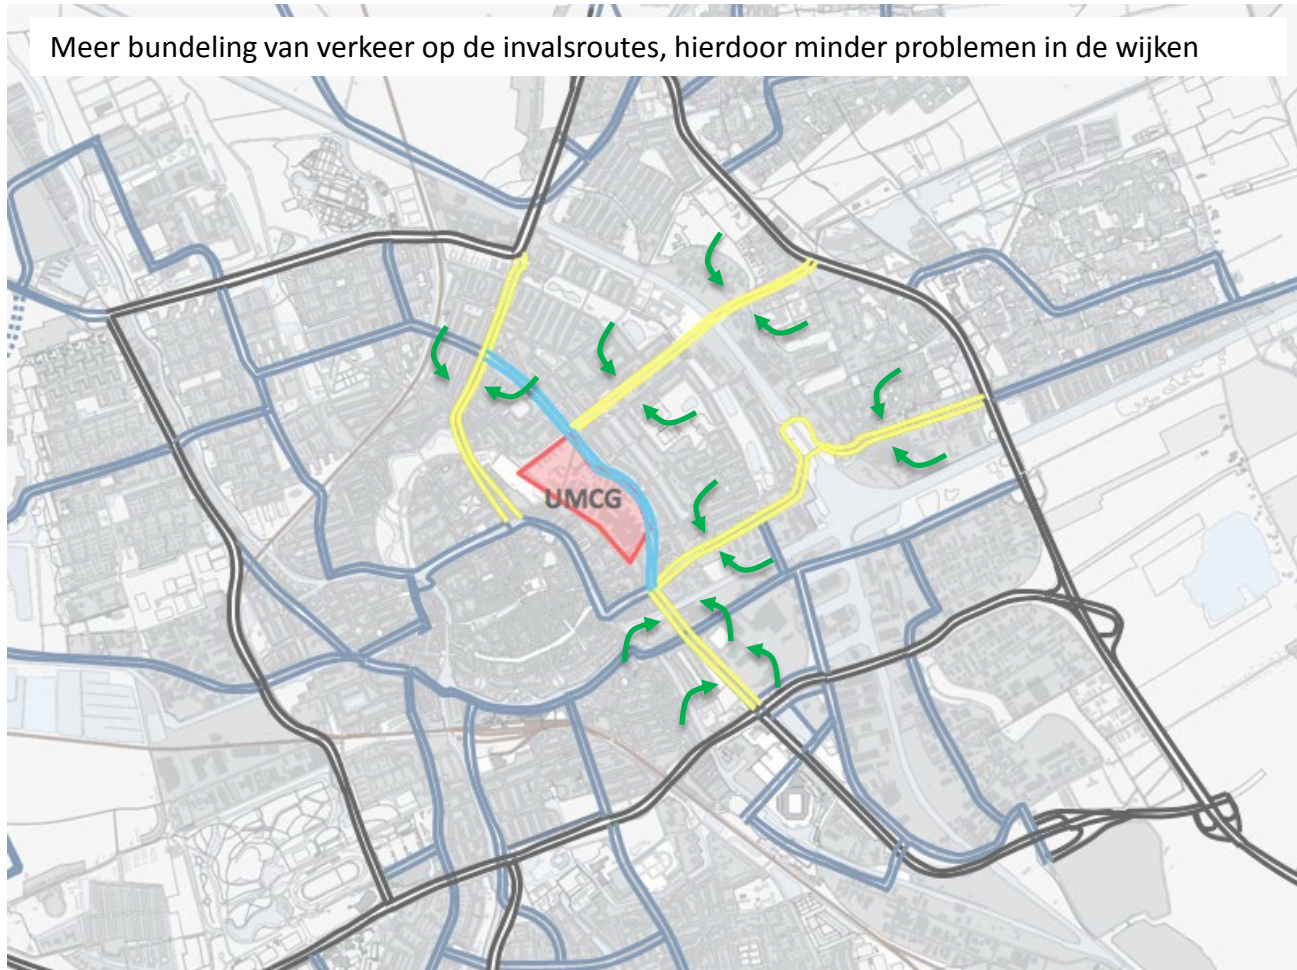 Meer bundeling van verkeer op de invalsroutes, hierdoor minder problemen in de wijken
UMCG